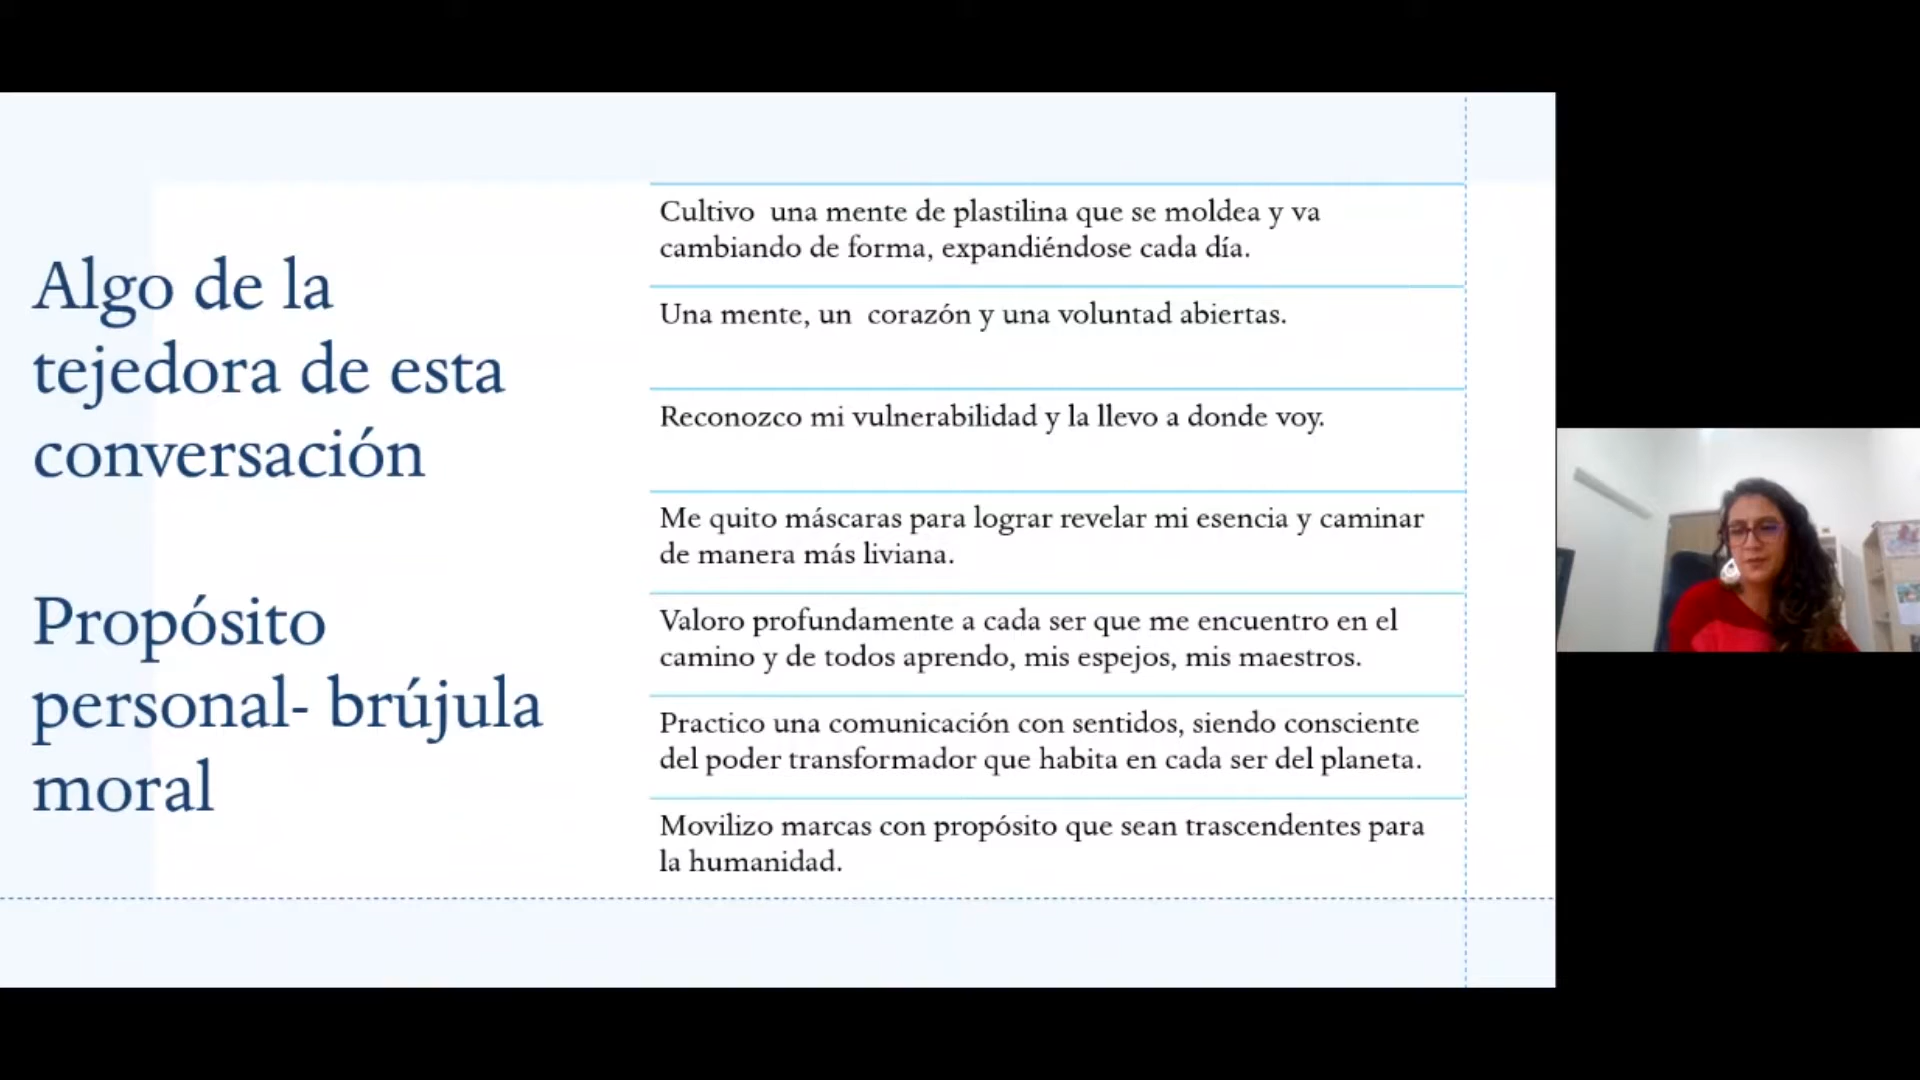 Algo de la
tejedora de esta
conversación
Propósito
personal- brújula
moral
Cultivo  una mente de plastilina que se moldea y va
cambiando de forma, expandiéndose cada día.
Una mente, un  corazón y una voluntad abiertas.
Reconozco mi vulnerabilidad y la llevo a donde voy.
Me quito máscaras para lograr revelar mi esencia y caminar
de manera más liviana.
Valoro profundamente a cada ser que me encuentro en el
camino y de todos aprendo, mis espejos, mis maestros.
Practico una comunicación con sentidos, siendo consciente
del poder transformador que habita en cada ser del planeta.
Movilizo marcas con propósito que sean trascendentes para
la humanidad.